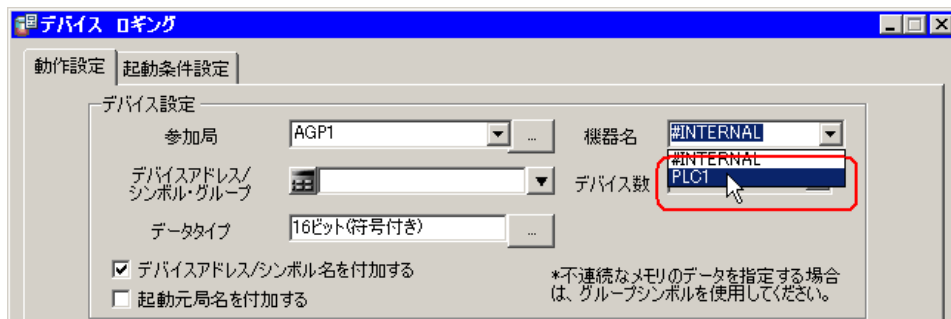 デバイス ロギング
動作設定 起動条件設定
デバイス設定
参加局 AGP1 ... 機器名 #INTERNAL
#INTERNAL
デバイスアドレス/
シンボル・グループ デバイス数 PLC1
データタイプ 16ビット(符号付き) ...
デバイスアドレス/シンボル名を付加する
起動元局名を付加する
*不連続なメモリのデータを指定する場合
は、グループシンボルを使用してください。